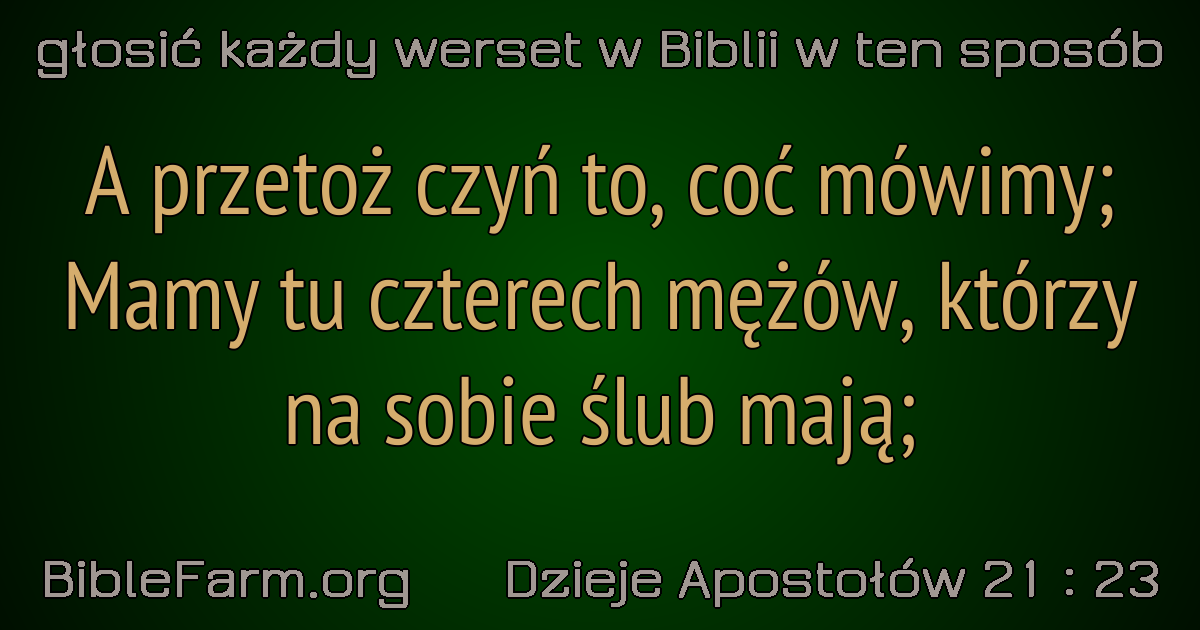 głosić każdy werset w Biblii w ten sposób
A przetoż czyń to, coć mówimy;
Mamy tu czterech mężów, którzy
na sobie ślub mają;
BibleFarm.org Dzieje Apostołów 21 : 23